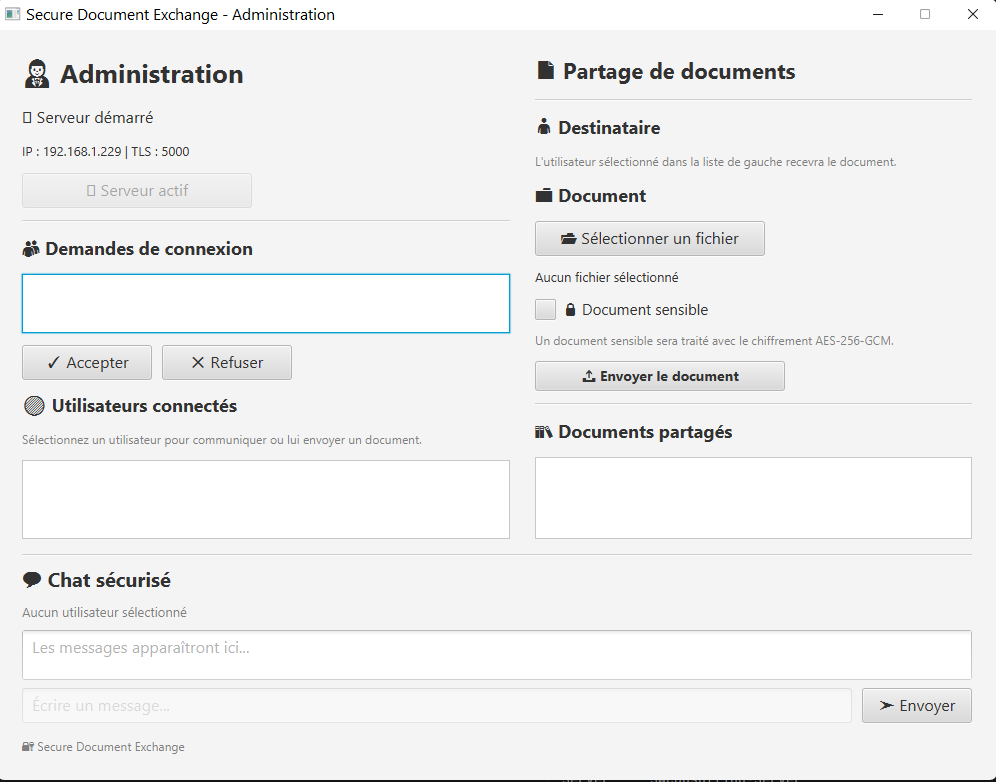 Secure Document Exchange - Administration
Administration
Serveur démarré
IP : 192.168.1.229 | TLS : 5000
Serveur actif
Demandes de connexion
✓ Accepter
✕ Refuser
Utilisateurs connectés
Sélectionnez un utilisateur pour communiquer ou lui envoyer un document.
Partage de documents
Destinataire
L'utilisateur sélectionné dans la liste de gauche recevra le document.
Document
Sélectionner un fichier
Aucun fichier sélectionné
Document sensible
Un document sensible sera traité avec le chiffrement AES-256-GCM.
Envoyer le document
Documents partagés
Chat sécurisé
Aucun utilisateur sélectionné
Les messages apparaîtront ici...
Écrire un message...
➤ Envoyer
Secure Document Exchange